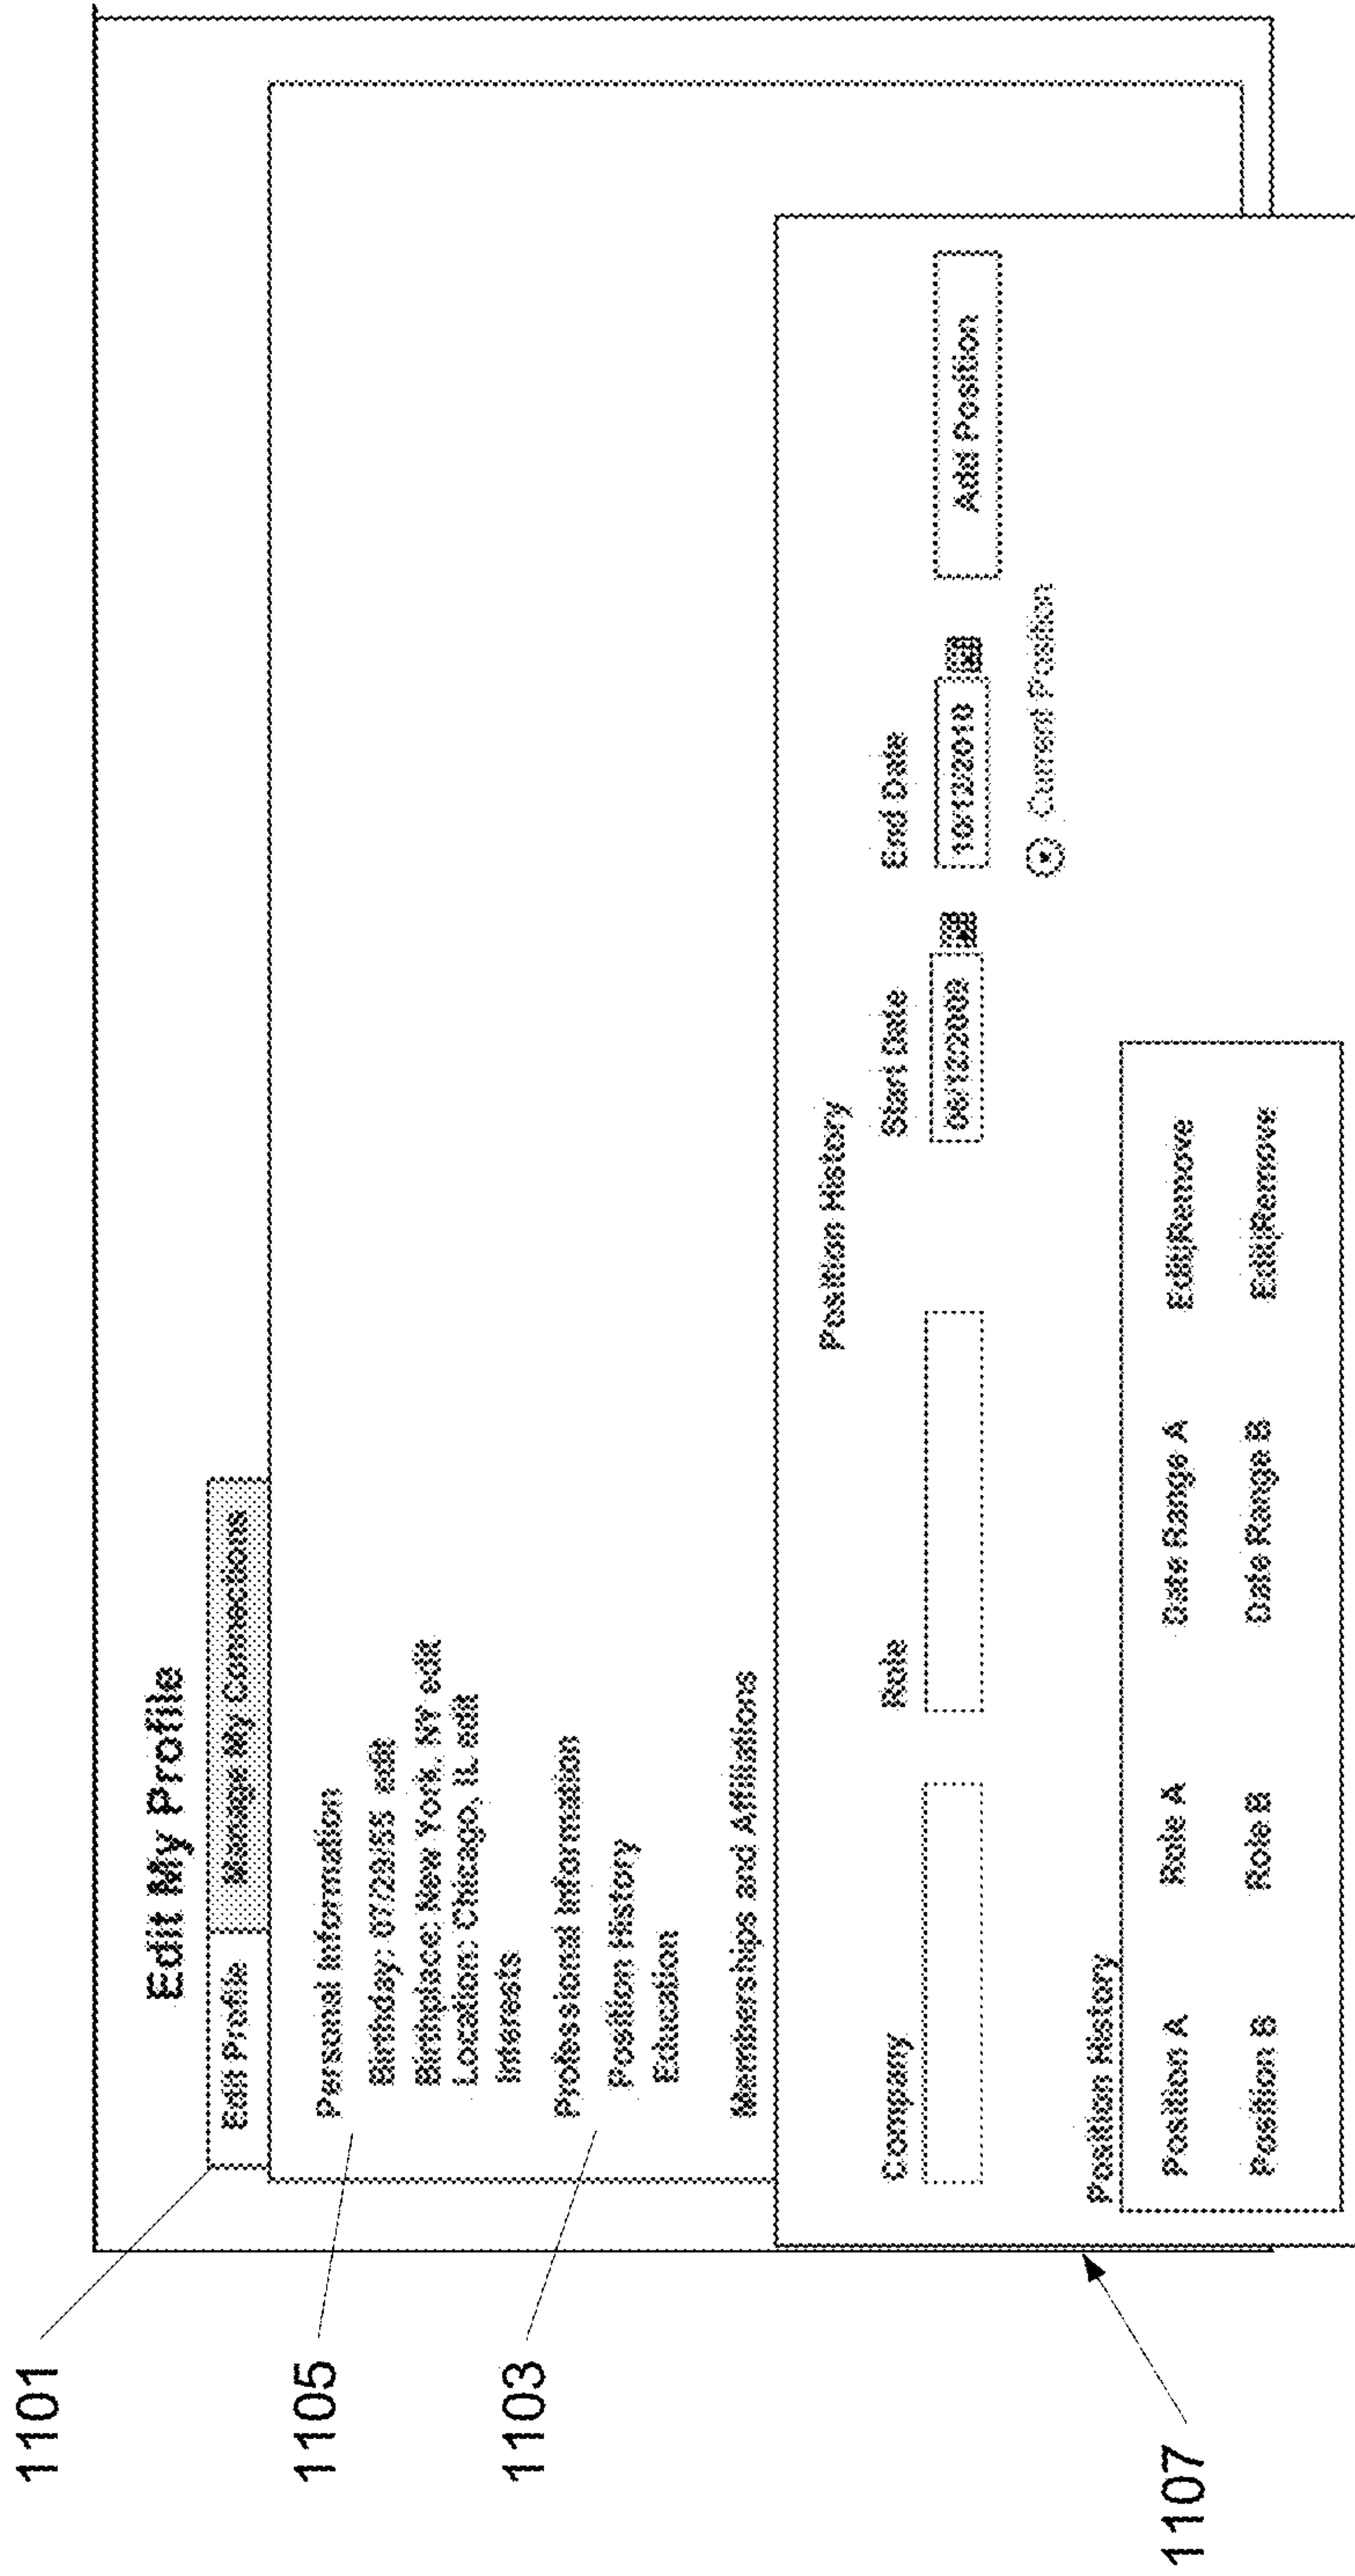 1101
Edit My Profile
Edit Profile Manage My Connections
1105
Personal Information
Birthday: 07/29/55 edit
Birthplace: New York, NY edit
Location: Chicago, IL edit
Interests
1103
Professional Information
Position History
Education
Memberships and Affiliations
1107
Position History
Company Role Start Date End Date
10/12/2010 Add Position
Current Position
Position History
Position A Role A Date Range A Edit|Remove
Position B Role B Date Range B Edit|Remove